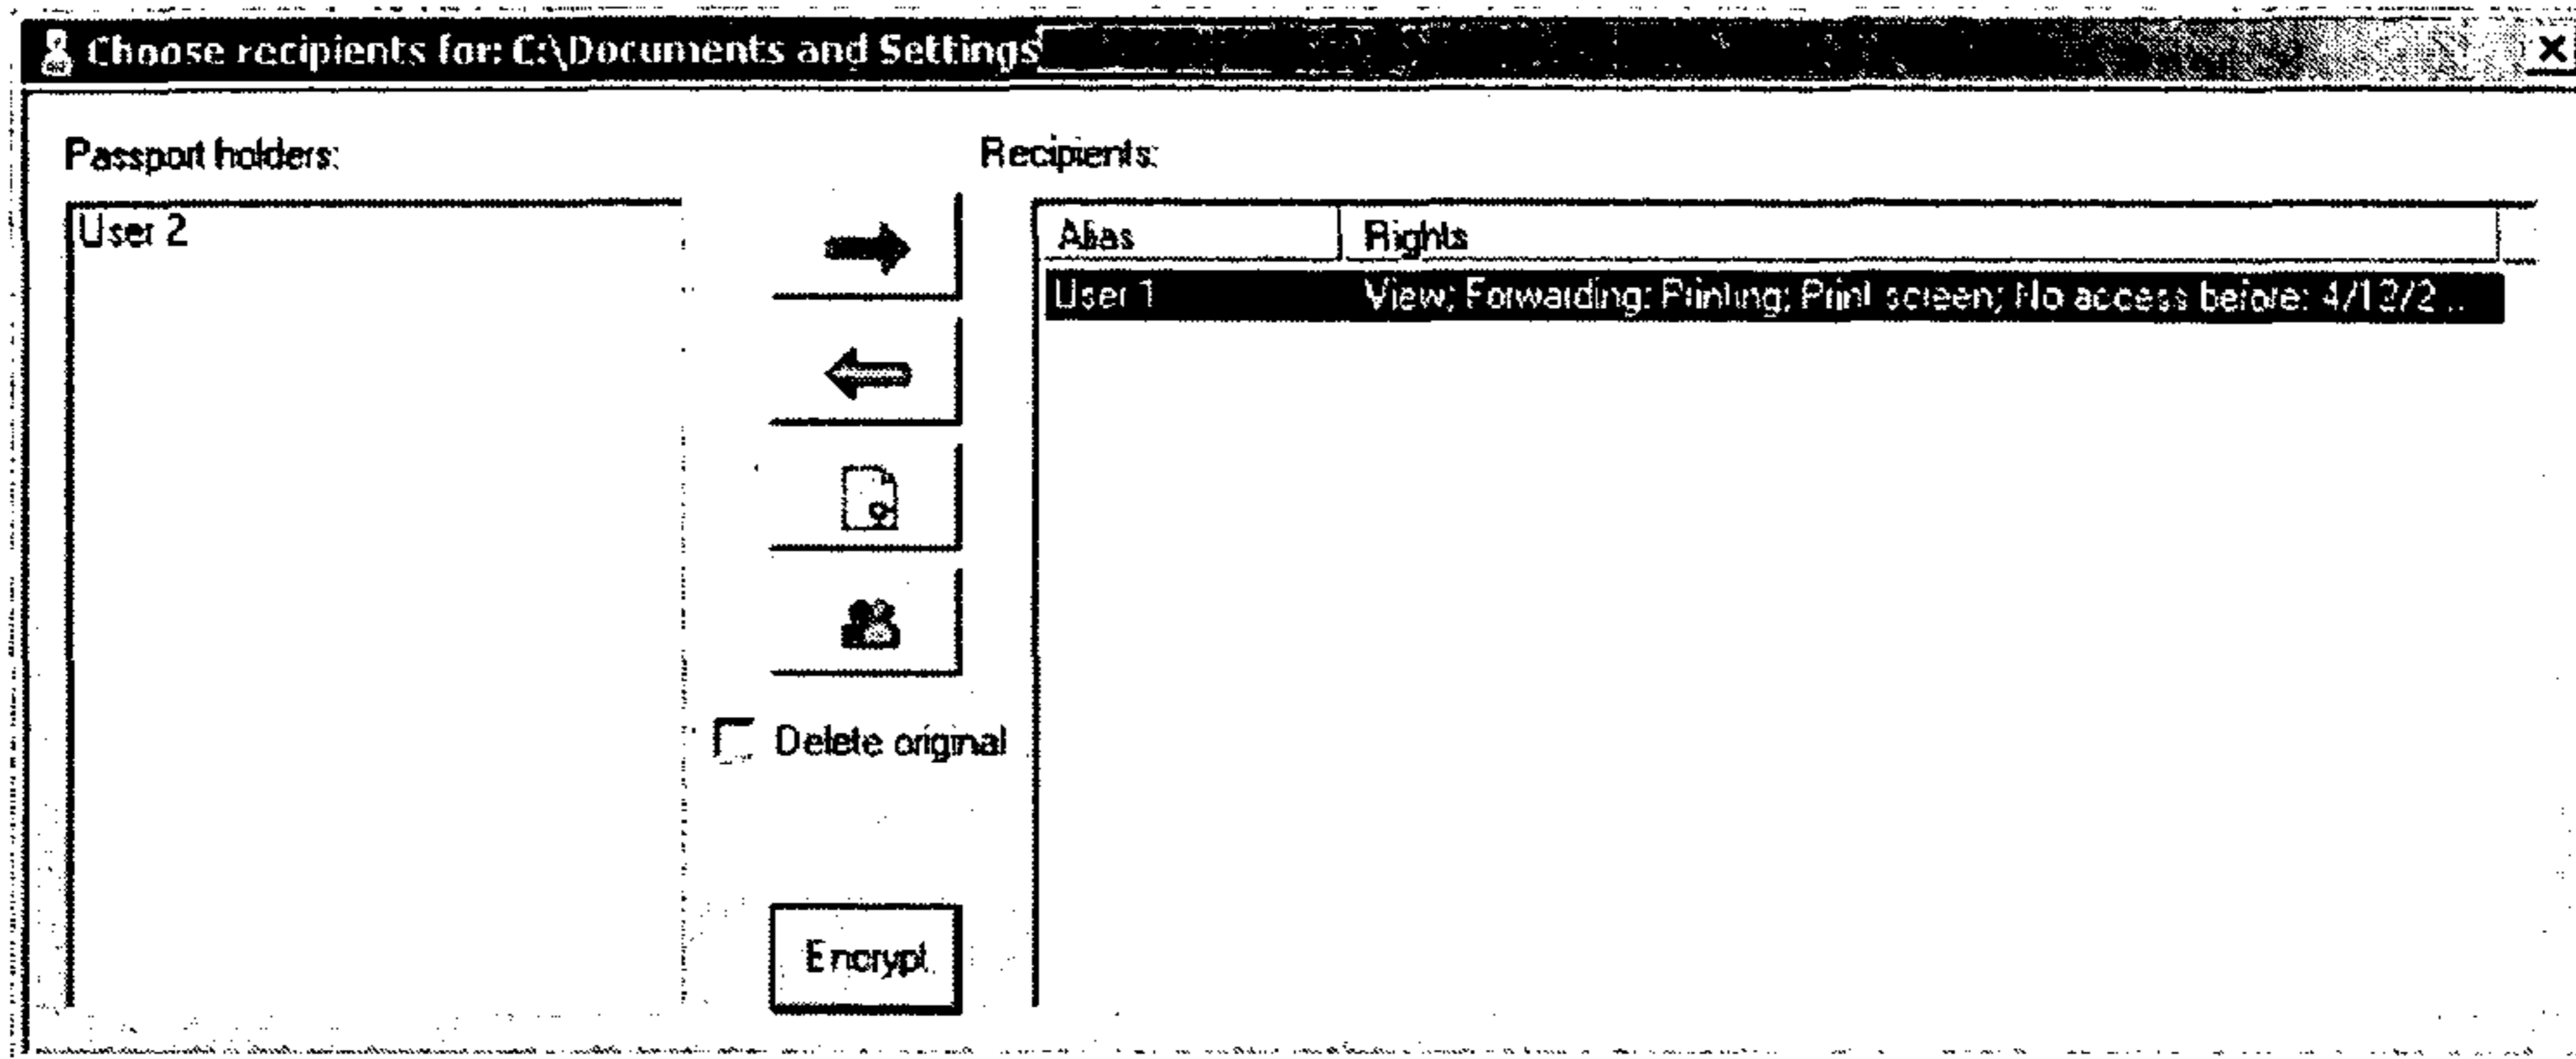 Choose recipients for: C:\Documents and Settings
Passport holders:
Recipients:
User 2
Alias Rights
User 1 View; Forwarding; Printing; Print screen; No access before: 4/12/2...
Delete original
Encrypt